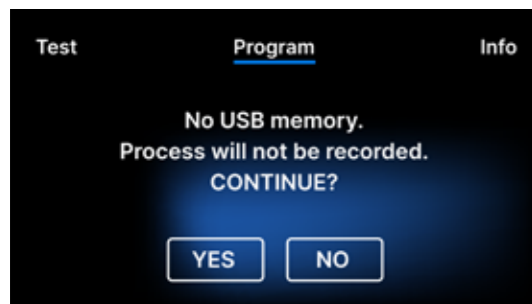 Test Program Info
No USB memory.
Process will not be recorded.
CONTINUE?
YES NO